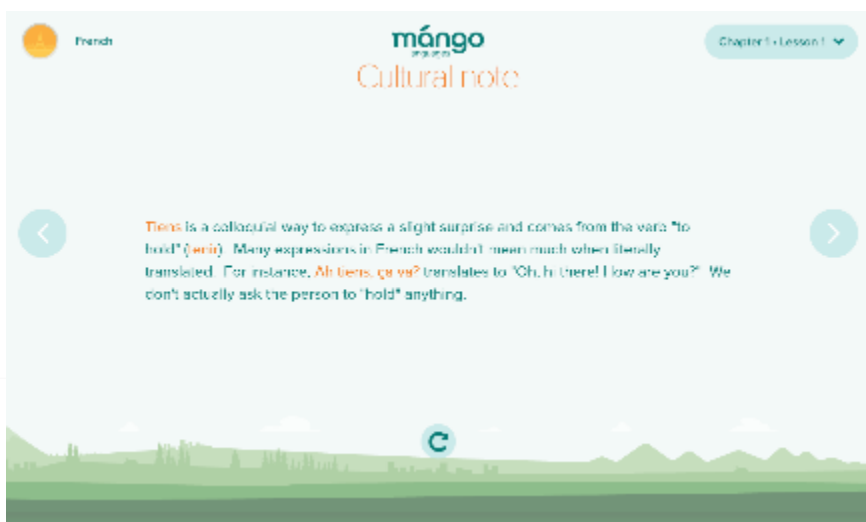 French
mángo
languages
Chapter 1 • Lesson 1
Cultural note
Tiens is a colloquial way to express a slight surprise and comes from the verb "to
hold" (tenir). Many expressions in French wouldn't mean much when literally
translated. For instance, Ah tiens, ça va? translates to "Oh, hi there! How are you?" We
don't actually ask the person to "hold" anything.